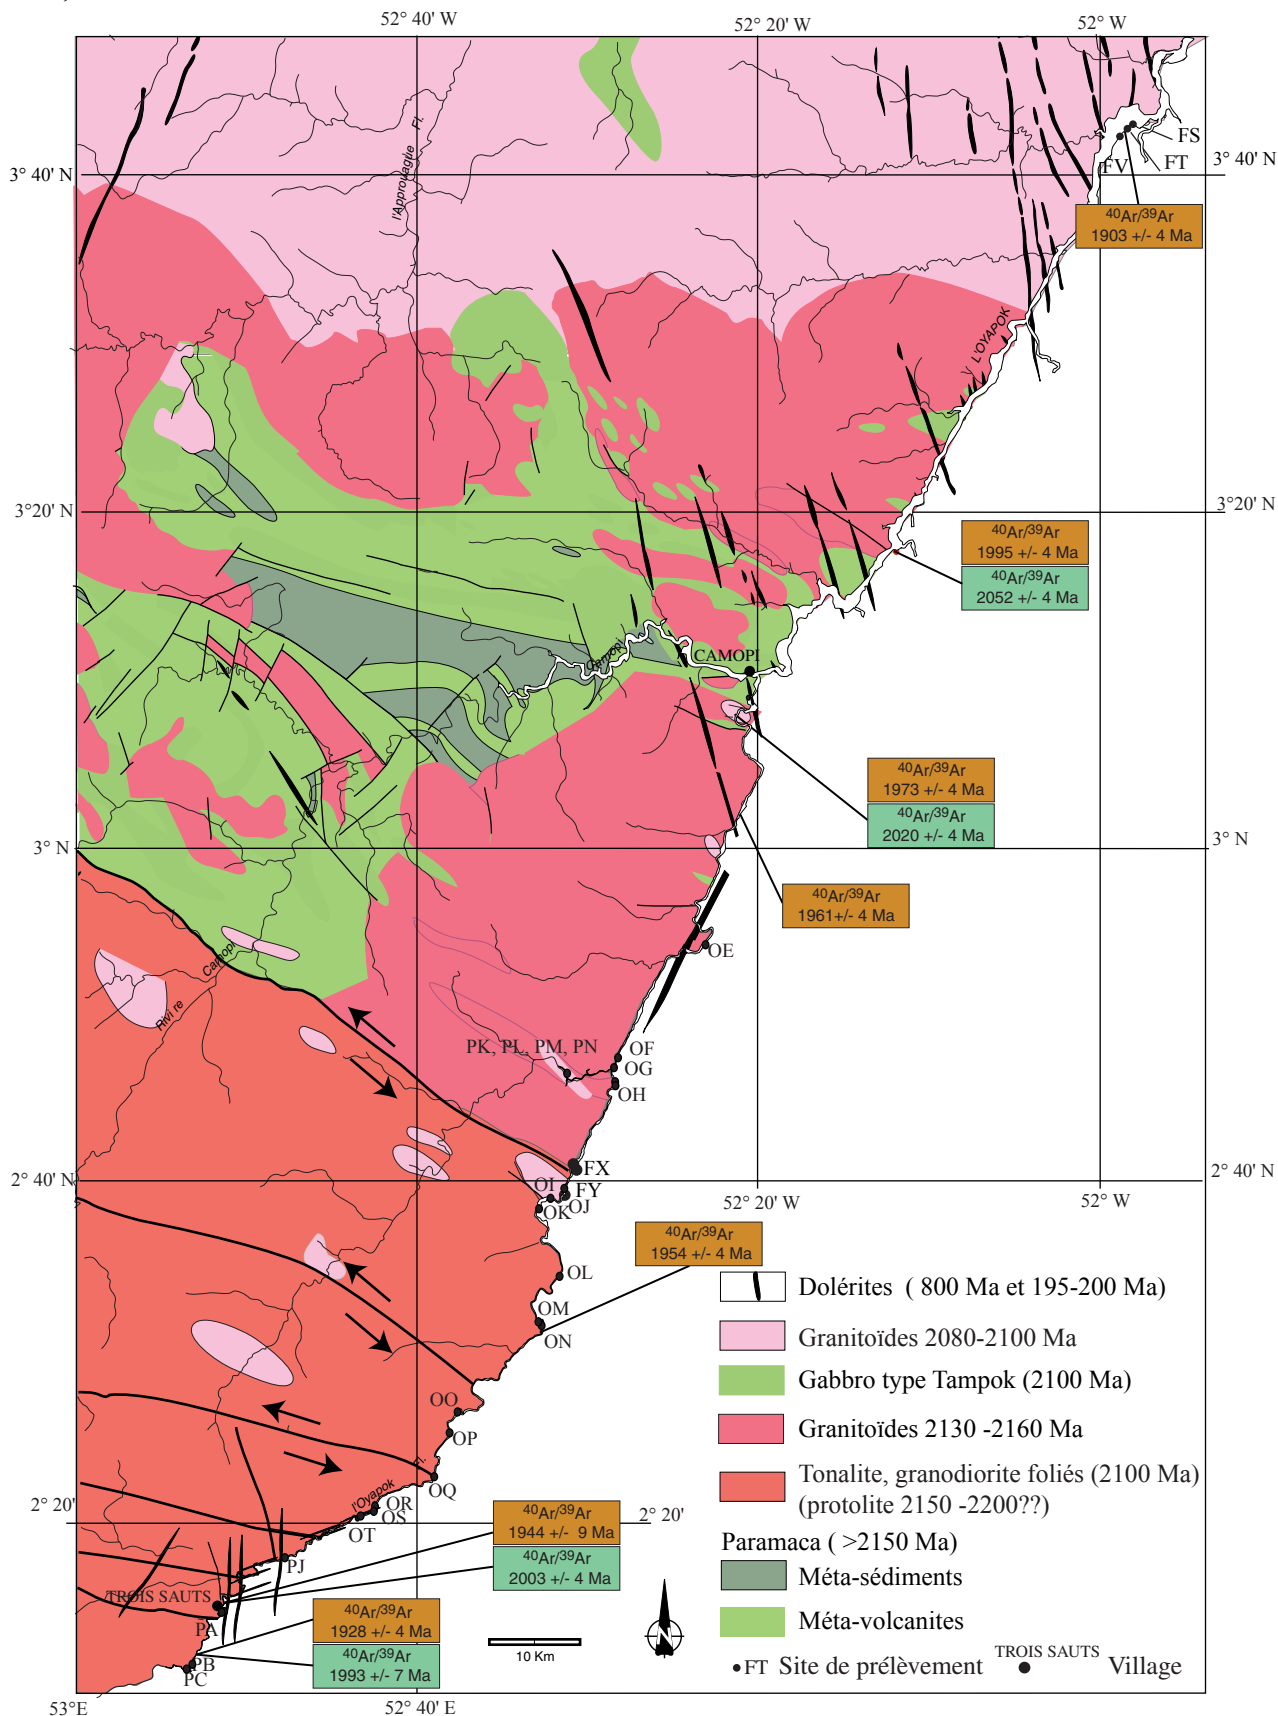 52° 40' W
52° 20' W
52° W
3° 40' N
3° 40' N
l'Approuague Fl.
FS
FT
FV
40Ar/39Ar
1903 +/- 4 Ma
L'OYAPOK
3°20' N
3°20' N
40Ar/39Ar
1995 +/- 4 Ma
40Ar/39Ar
2052 +/- 4 Ma
Camopi
CAMOPI
40Ar/39Ar
1973 +/- 4 Ma
40Ar/39Ar
2020 +/- 4 Ma
3° N
3° N
40Ar/39Ar
1961+/- 4 Ma
OE
Rivi re Camopi
PK, PL, PM, PN
OF
OG
OH
2° 40' N
2° 40' N
FX
FY
OI
OJ
OK
52° 20' W
52° W
40Ar/39Ar
1954 +/- 4 Ma
OL
OM
ON
Dolérites ( 800 Ma et 195-200 Ma)
Granitoïdes 2080-2100 Ma
Gabbro type Tampok (2100 Ma)
Granitoïdes 2130 -2160 Ma
Tonalite, granodiorite foliés (2100 Ma)
(protolite 2150 -2200??)
Paramaca ( >2150 Ma)
Méta-sédiments
Méta-volcanites
FT Site de prélèvement
TROIS SAUTS
Village
OO
OP
OQ
l'Oyapok Fl.
OR
OS
OT
2° 20' N
2° 20'
40Ar/39Ar
1944 +/- 9 Ma
40Ar/39Ar
2003 +/- 4 Ma
PJ
TROIS SAUTS
PA
40Ar/39Ar
1928 +/- 4 Ma
40Ar/39Ar
1993 +/- 7 Ma
PB
PC
10 Km
N
53°E
52° 40' E